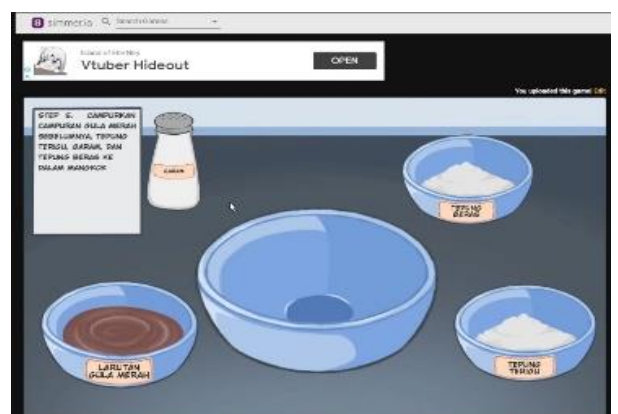 simmer.io
Vtuber Hideout
OPEN
You uploaded this game! Edit
STEP 5. CAMPURKAN
CAMPURAN GULA MERAH
SEBELUMNYA, TEPUNG
TERIGU, GARAM, DAN
TEPUNG BERAS KE
DALAM MANGKOK
GARAM
TEPUNG
BERAS
LARUTAN
GULA MERAH
TEPUNG
TERIGU